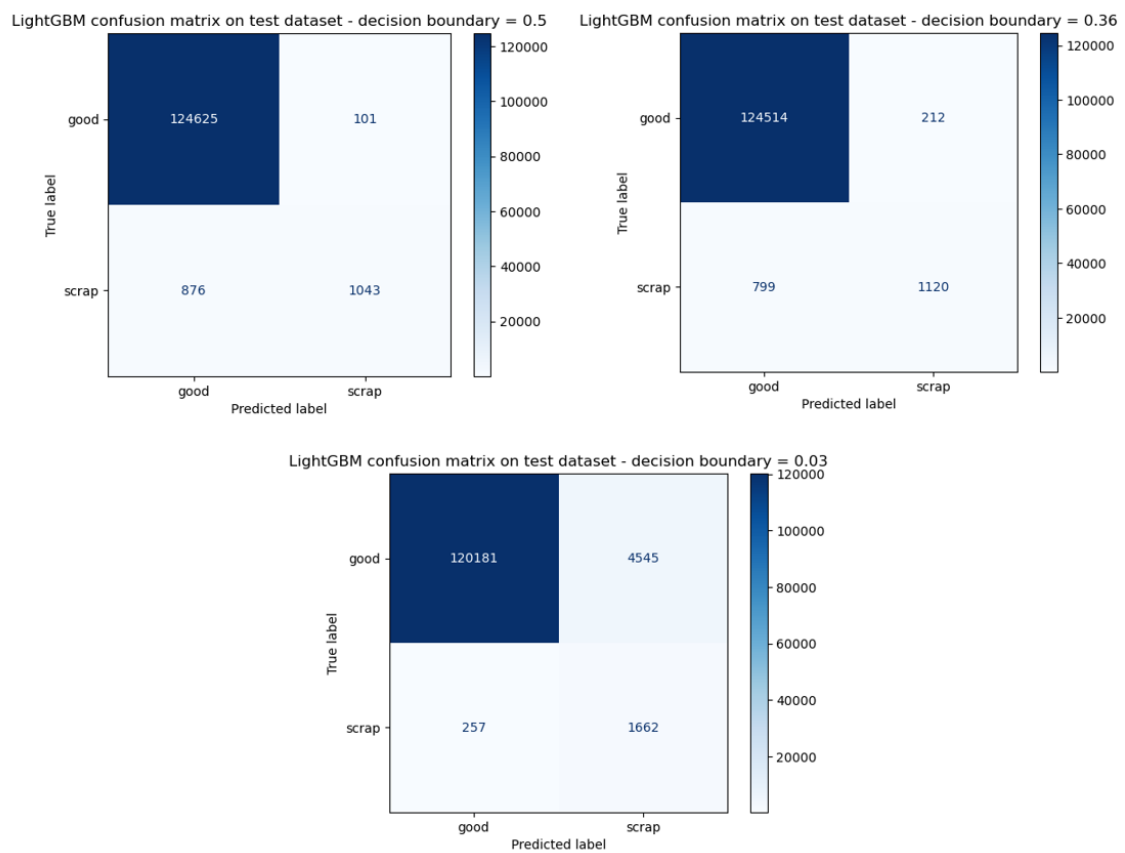 LightGBM confusion matrix on test dataset - decision boundary = 0.5
good
124625
101
True label
scrap
876
1043
good
scrap
Predicted label
120000
100000
80000
60000
40000
20000
LightGBM confusion matrix on test dataset - decision boundary = 0.36
good
124514
212
True label
scrap
799
1120
good
scrap
Predicted label
120000
100000
80000
60000
40000
20000
LightGBM confusion matrix on test dataset - decision boundary = 0.03
good
120181
4545
True label
scrap
257
1662
good
scrap
Predicted label
120000
100000
80000
60000
40000
20000